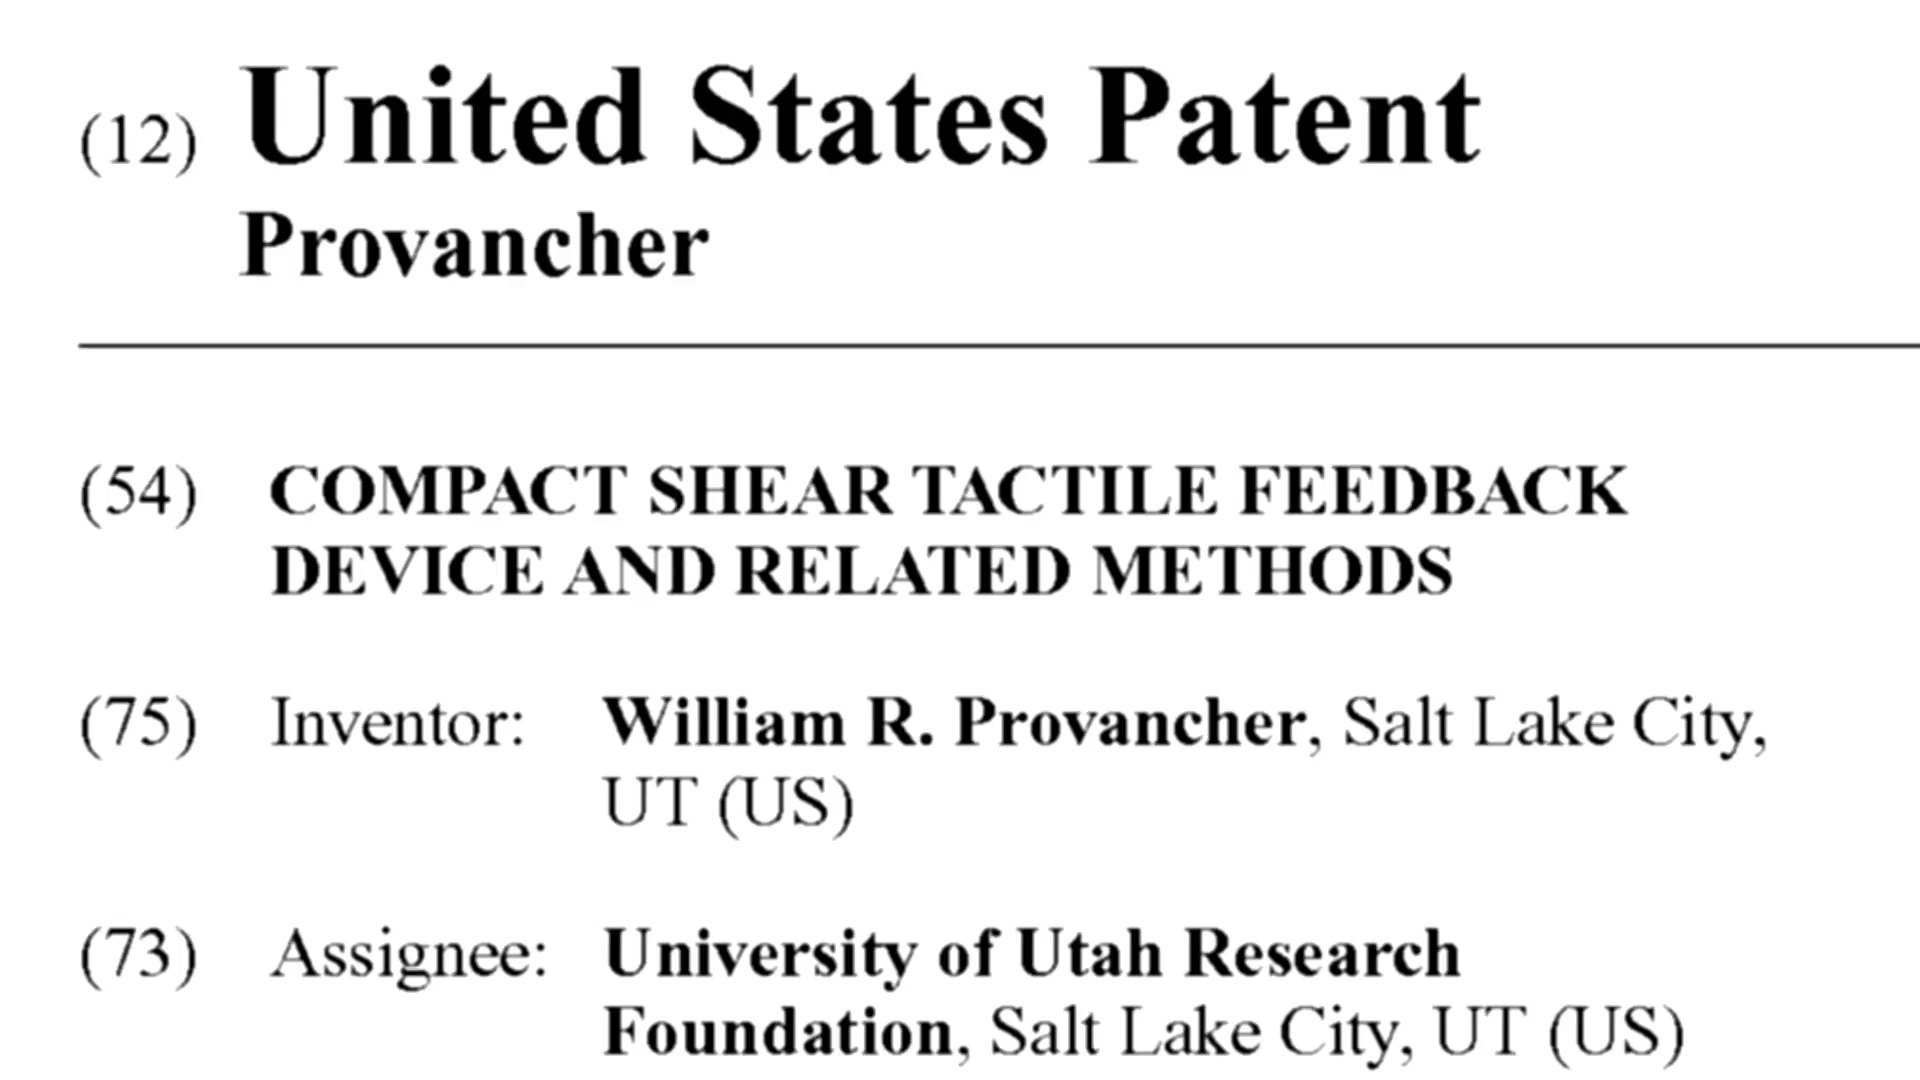 (12) United States Patent
Provancher
(54) COMPACT SHEAR TACTILE FEEDBACK
DEVICE AND RELATED METHODS
(75) Inventor: William R. Provancher, Salt Lake City,
UT (US)
(73) Assignee: University of Utah Research
Foundation, Salt Lake City, UT (US)